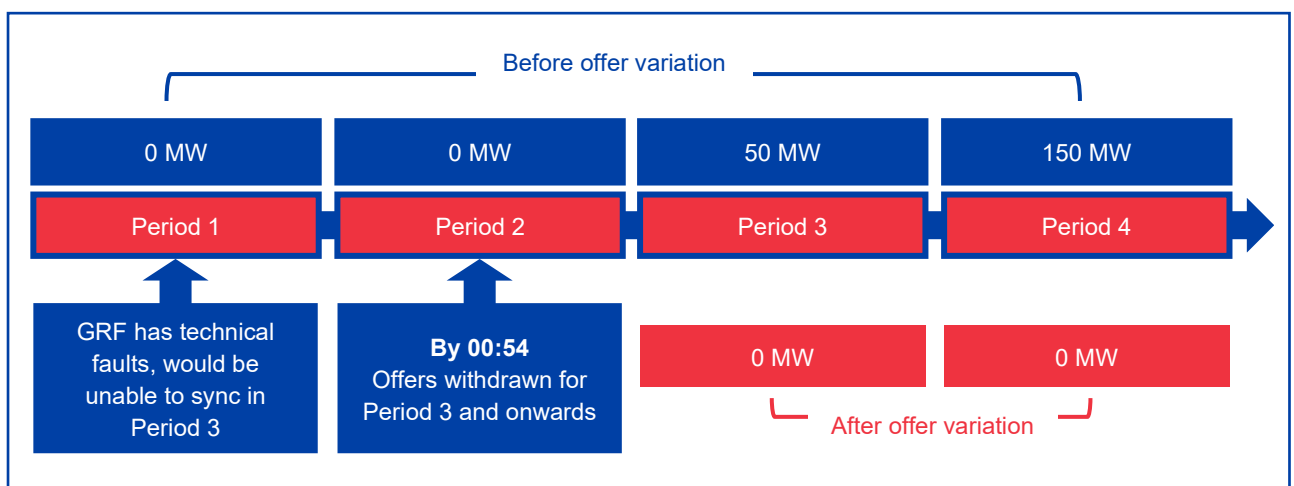 Before offer variation
0 MW
0 MW
50 MW
150 MW
Period 1
Period 2
Period 3
Period 4
GRF has technical
faults, would be
unable to sync in
Period 3
By 00:54
Offers withdrawn for
Period 3 and onwards
0 MW
0 MW
After offer variation